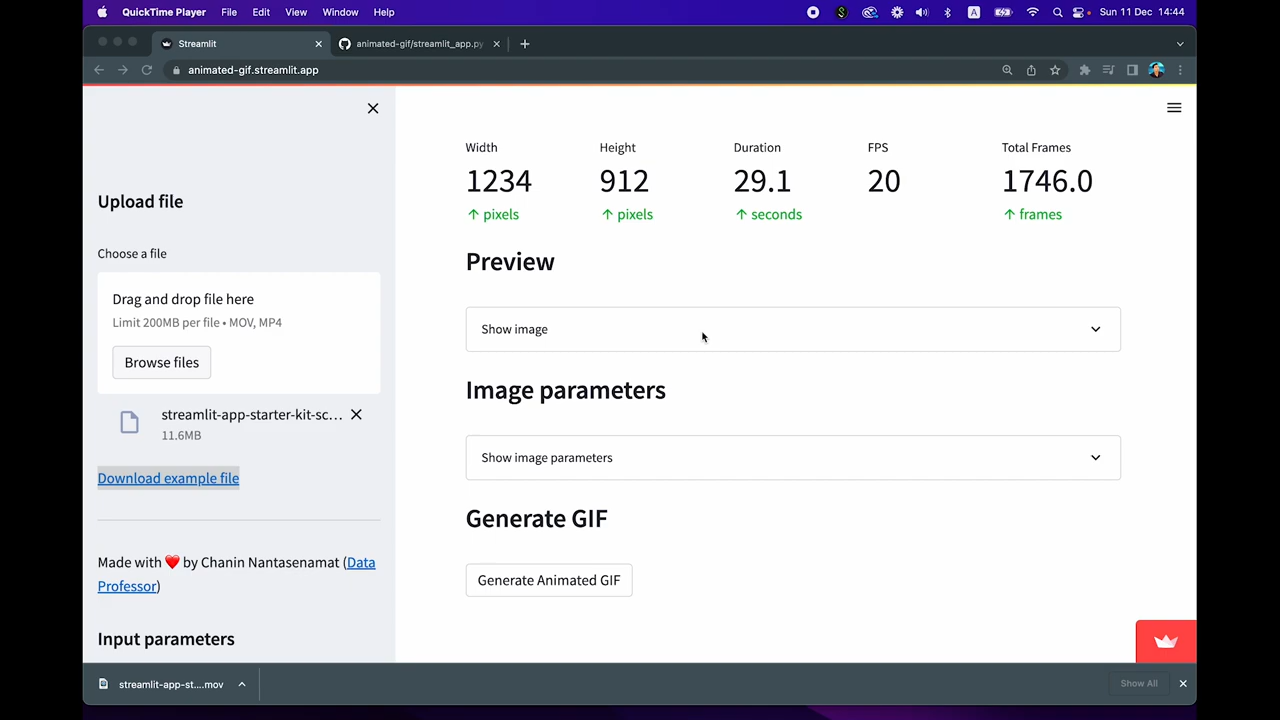 QuickTime Player File Edit View Window Help
A Sun 11 Dec 14:44
Streamlit
animated-gif/streamlit_app.py
animated-gif.streamlit.app
Upload file
Choose a file
Drag and drop file here
Limit 200MB per file • MOV, MP4
Browse files
streamlit-app-starter-kit-sc...
11.6MB
Download example file
Made with ❤️ by Chanin Nantasenamat (Data
Professor)
Input parameters
Width Height Duration FPS Total Frames
1234 912 29.1 20 1746.0
↑ pixels ↑ pixels ↑ seconds ↑ frames
Preview
Show image
Image parameters
Show image parameters
Generate GIF
Generate Animated GIF
streamlit-app-st....mov
Show All